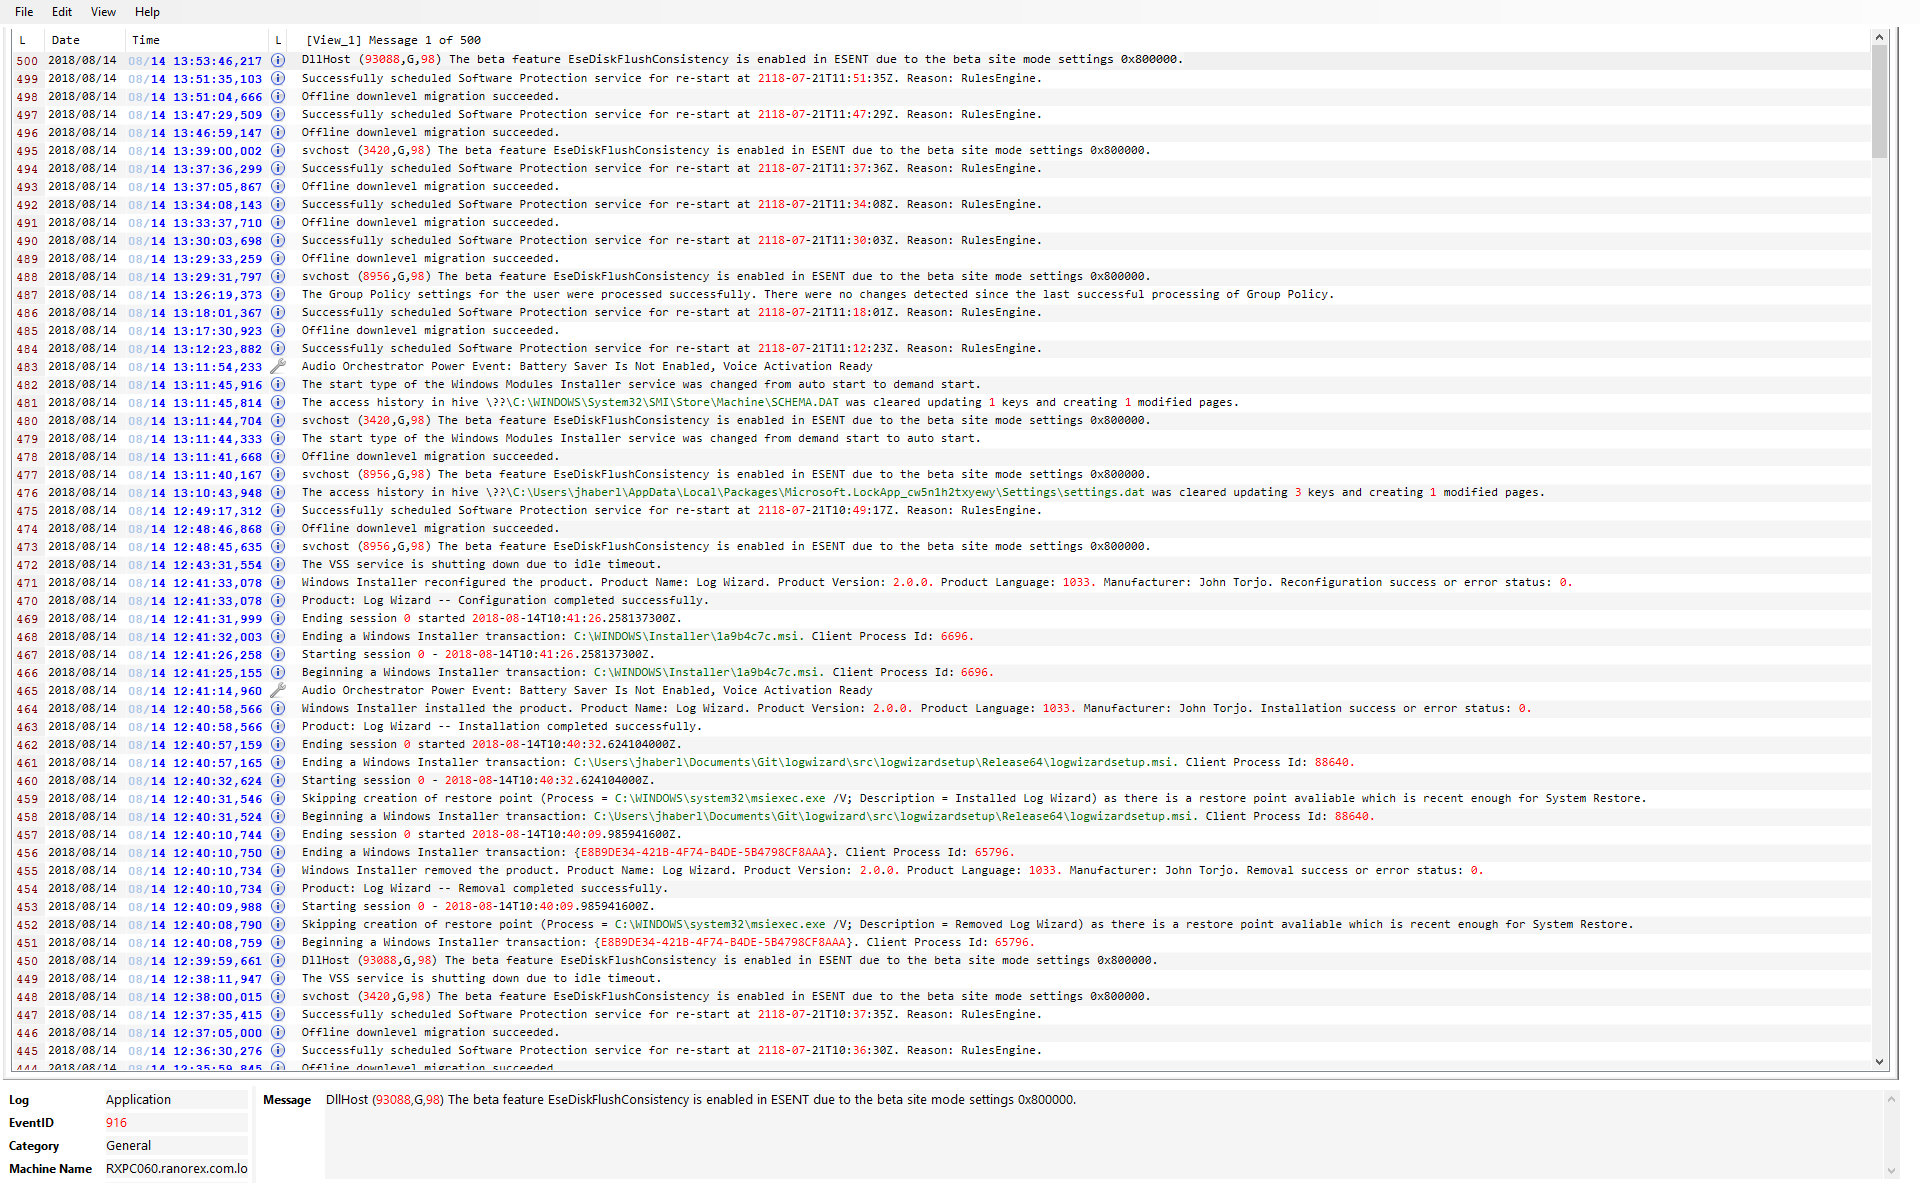 File Edit View Help
L Date Time L [View_1] Message 1 of 500
500 2018/08/14 08/14 13:53:46,217 DllHost (93088,G,98) The beta feature EseDiskFlushConsistency is enabled in ESENT due to the beta site mode settings 0x800000.
499 2018/08/14 08/14 13:51:35,103 Successfully scheduled Software Protection service for re-start at 2118-07-21T11:51:35Z. Reason: RulesEngine.
498 2018/08/14 08/14 13:51:04,666 Offline downlevel migration succeeded.
497 2018/08/14 08/14 13:47:29,509 Successfully scheduled Software Protection service for re-start at 2118-07-21T11:47:29Z. Reason: RulesEngine.
496 2018/08/14 08/14 13:46:59,147 Offline downlevel migration succeeded.
495 2018/08/14 08/14 13:39:00,002 svchost (3420,G,98) The beta feature EseDiskFlushConsistency is enabled in ESENT due to the beta site mode settings 0x800000.
494 2018/08/14 08/14 13:37:36,299 Successfully scheduled Software Protection service for re-start at 2118-07-21T11:37:36Z. Reason: RulesEngine.
493 2018/08/14 08/14 13:37:05,867 Offline downlevel migration succeeded.
492 2018/08/14 08/14 13:34:08,143 Successfully scheduled Software Protection service for re-start at 2118-07-21T11:34:08Z. Reason: RulesEngine.
491 2018/08/14 08/14 13:33:37,710 Offline downlevel migration succeeded.
490 2018/08/14 08/14 13:30:03,698 Successfully scheduled Software Protection service for re-start at 2118-07-21T11:30:03Z. Reason: RulesEngine.
489 2018/08/14 08/14 13:29:33,259 Offline downlevel migration succeeded.
488 2018/08/14 08/14 13:29:31,797 svchost (8956,G,98) The beta feature EseDiskFlushConsistency is enabled in ESENT due to the beta site mode settings 0x800000.
487 2018/08/14 08/14 13:26:19,373 The Group Policy settings for the user were processed successfully. There were no changes detected since the last successful processing of Group Policy.
486 2018/08/14 08/14 13:18:01,367 Successfully scheduled Software Protection service for re-start at 2118-07-21T11:18:01Z. Reason: RulesEngine.
485 2018/08/14 08/14 13:17:30,923 Offline downlevel migration succeeded.
484 2018/08/14 08/14 13:12:23,882 Successfully scheduled Software Protection service for re-start at 2118-07-21T11:12:23Z. Reason: RulesEngine.
483 2018/08/14 08/14 13:11:54,233 Audio Orchestrator Power Event: Battery Saver Is Not Enabled, Voice Activation Ready
482 2018/08/14 08/14 13:11:45,916 The start type of the Windows Modules Installer service was changed from auto start to demand start.
481 2018/08/14 08/14 13:11:45,814 The access history in hive \??\C:\WINDOWS\System32\SMI\Store\Machine\SCHEMA.DAT was cleared updating 1 keys and creating 1 modified pages.
480 2018/08/14 08/14 13:11:44,704 svchost (3420,G,98) The beta feature EseDiskFlushConsistency is enabled in ESENT due to the beta site mode settings 0x800000.
479 2018/08/14 08/14 13:11:44,333 The start type of the Windows Modules Installer service was changed from demand start to auto start.
478 2018/08/14 08/14 13:11:41,668 Offline downlevel migration succeeded.
477 2018/08/14 08/14 13:11:40,167 svchost (8956,G,98) The beta feature EseDiskFlushConsistency is enabled in ESENT due to the beta site mode settings 0x800000.
476 2018/08/14 08/14 13:10:43,948 The access history in hive \??\C:\Users\jhaberl\AppData\Local\Packages\Microsoft.LockApp_cw5n1h2txyewy\Settings\settings.dat was cleared updating 3 keys and creating 1 modified pages.
475 2018/08/14 08/14 12:49:17,312 Successfully scheduled Software Protection service for re-start at 2118-07-21T10:49:17Z. Reason: RulesEngine.
474 2018/08/14 08/14 12:48:46,868 Offline downlevel migration succeeded.
473 2018/08/14 08/14 12:48:45,635 svchost (8956,G,98) The beta feature EseDiskFlushConsistency is enabled in ESENT due to the beta site mode settings 0x800000.
472 2018/08/14 08/14 12:43:31,554 The VSS service is shutting down due to idle timeout.
471 2018/08/14 08/14 12:41:33,078 Windows Installer reconfigured the product. Product Name: Log Wizard. Product Version: 2.0.0. Product Language: 1033. Manufacturer: John Torjo. Reconfiguration success or error status: 0.
470 2018/08/14 08/14 12:41:33,078 Product: Log Wizard -- Configuration completed successfully.
469 2018/08/14 08/14 12:41:31,999 Ending session 0 started 2018-08-14T10:41:26.258137300Z.
468 2018/08/14 08/14 12:41:32,003 Ending a Windows Installer transaction: C:\WINDOWS\Installer\1a9b4c7c.msi. Client Process Id: 6696.
467 2018/08/14 08/14 12:41:26,258 Starting session 0 - 2018-08-14T10:41:26.258137300Z.
466 2018/08/14 08/14 12:41:25,155 Beginning a Windows Installer transaction: C:\WINDOWS\Installer\1a9b4c7c.msi. Client Process Id: 6696.
465 2018/08/14 08/14 12:41:14,960 Audio Orchestrator Power Event: Battery Saver Is Not Enabled, Voice Activation Ready
464 2018/08/14 08/14 12:40:58,566 Windows Installer installed the product. Product Name: Log Wizard. Product Version: 2.0.0. Product Language: 1033. Manufacturer: John Torjo. Installation success or error status: 0.
463 2018/08/14 08/14 12:40:58,566 Product: Log Wizard -- Installation completed successfully.
462 2018/08/14 08/14 12:40:57,159 Ending session 0 started 2018-08-14T10:40:32.624104000Z.
461 2018/08/14 08/14 12:40:57,165 Ending a Windows Installer transaction: C:\Users\jhaberl\Documents\Git\logwizard\src\logwizardsetup\Release64\logwizardsetup.msi. Client Process Id: 88640.
460 2018/08/14 08/14 12:40:32,624 Starting session 0 - 2018-08-14T10:40:32.624104000Z.
459 2018/08/14 08/14 12:40:31,546 Skipping creation of restore point (Process = C:\WINDOWS\system32\msiexec.exe /V; Description = Installed Log Wizard) as there is a restore point avaliable which is recent enough for System Restore.
458 2018/08/14 08/14 12:40:31,524 Beginning a Windows Installer transaction: C:\Users\jhaberl\Documents\Git\logwizard\src\logwizardsetup\Release64\logwizardsetup.msi. Client Process Id: 88640.
457 2018/08/14 08/14 12:40:10,744 Ending session 0 started 2018-08-14T10:40:09.985941600Z.
456 2018/08/14 08/14 12:40:10,750 Ending a Windows Installer transaction: {E8B9DE34-421B-4F74-B4DE-5B4798CF8AAA}. Client Process Id: 65796.
455 2018/08/14 08/14 12:40:10,734 Windows Installer removed the product. Product Name: Log Wizard. Product Version: 2.0.0. Product Language: 1033. Manufacturer: John Torjo. Removal success or error status: 0.
454 2018/08/14 08/14 12:40:10,734 Product: Log Wizard -- Removal completed successfully.
453 2018/08/14 08/14 12:40:09,988 Starting session 0 - 2018-08-14T10:40:09.985941600Z.
452 2018/08/14 08/14 12:40:08,790 Skipping creation of restore point (Process = C:\WINDOWS\system32\msiexec.exe /V; Description = Removed Log Wizard) as there is a restore point avaliable which is recent enough for System Restore.
451 2018/08/14 08/14 12:40:08,759 Beginning a Windows Installer transaction: {E8B9DE34-421B-4F74-B4DE-5B4798CF8AAA}. Client Process Id: 65796.
450 2018/08/14 08/14 12:39:59,661 DllHost (93088,G,98) The beta feature EseDiskFlushConsistency is enabled in ESENT due to the beta site mode settings 0x800000.
449 2018/08/14 08/14 12:38:11,947 The VSS service is shutting down due to idle timeout.
448 2018/08/14 08/14 12:38:00,015 svchost (3420,G,98) The beta feature EseDiskFlushConsistency is enabled in ESENT due to the beta site mode settings 0x800000.
447 2018/08/14 08/14 12:37:35,415 Successfully scheduled Software Protection service for re-start at 2118-07-21T10:37:35Z. Reason: RulesEngine.
446 2018/08/14 08/14 12:37:05,000 Offline downlevel migration succeeded.
445 2018/08/14 08/14 12:36:30,276 Successfully scheduled Software Protection service for re-start at 2118-07-21T10:36:30Z. Reason: RulesEngine.
444 2018/08/14 08/14 12:35:59,845 Offline downlevel migration succeeded.
Log Application Message DllHost (93088,G,98) The beta feature EseDiskFlushConsistency is enabled in ESENT due to the beta site mode settings 0x800000.
EventID 916
Category General
Machine Name RXPC060.ranorex.com.lo